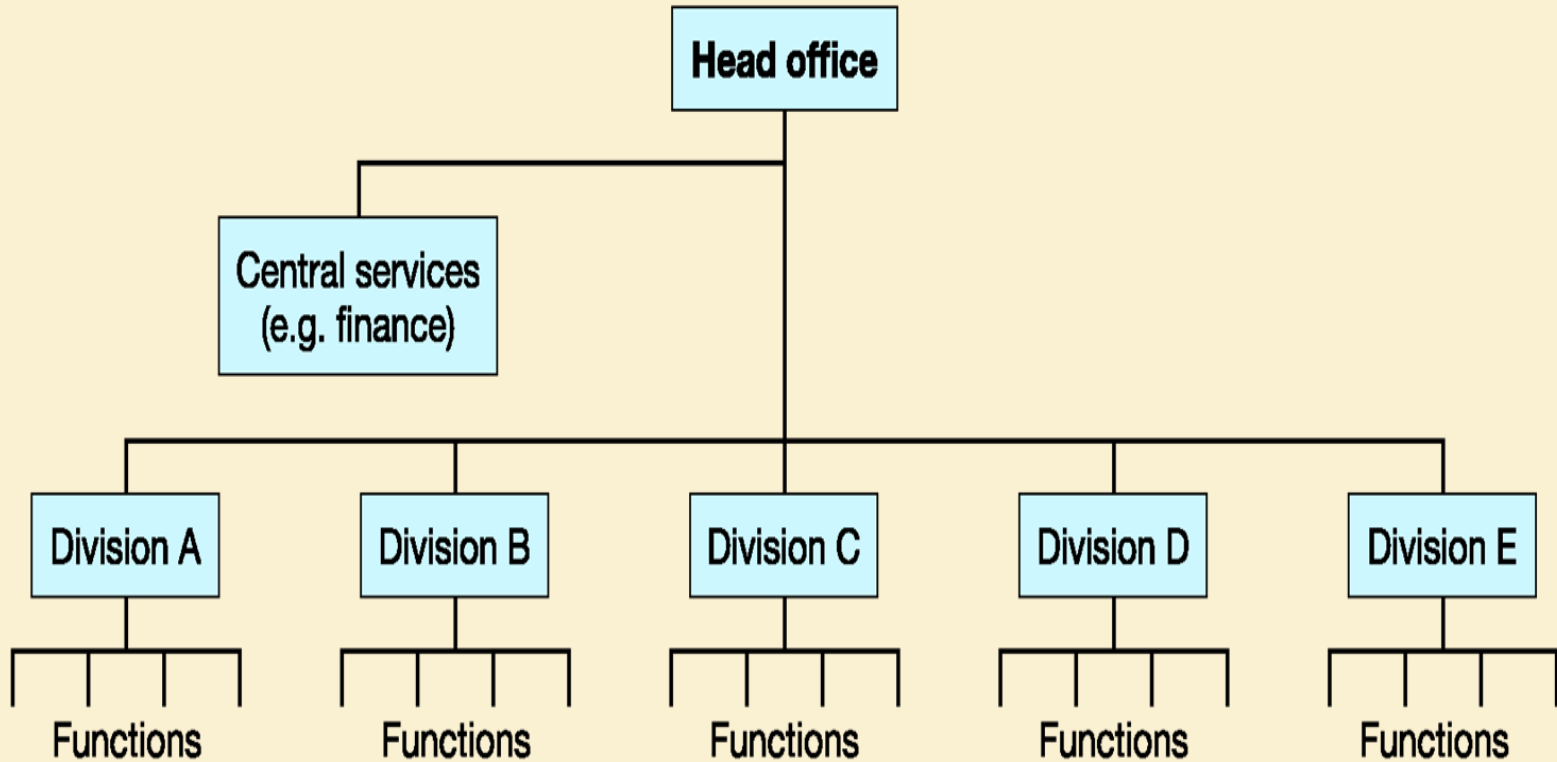 Head office
Central services
(e.g. finance)
Division A
Division B
Division C
Division D
Division E
Functions
Functions
Functions
Functions
Functions